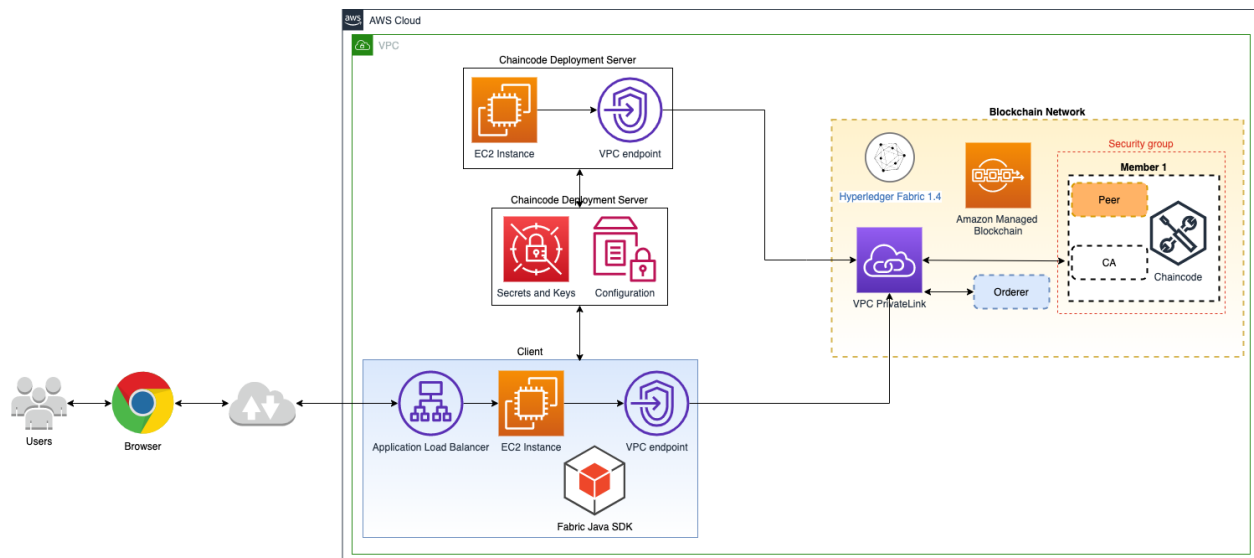 aws
AWS Cloud
VPC
Chaincode Deployment Server
EC2 Instance
VPC endpoint
Blockchain Network
Security group
Member 1
Hyperledger Fabric 1.4
Amazon Managed
Blockchain
Peer
CA
Chaincode
VPC PrivateLink
Orderer
Chaincode Deployment Server
Secrets and Keys
Configuration
Client
Application Load Balancer
EC2 Instance
VPC endpoint
Fabric Java SDK
Users
Browser